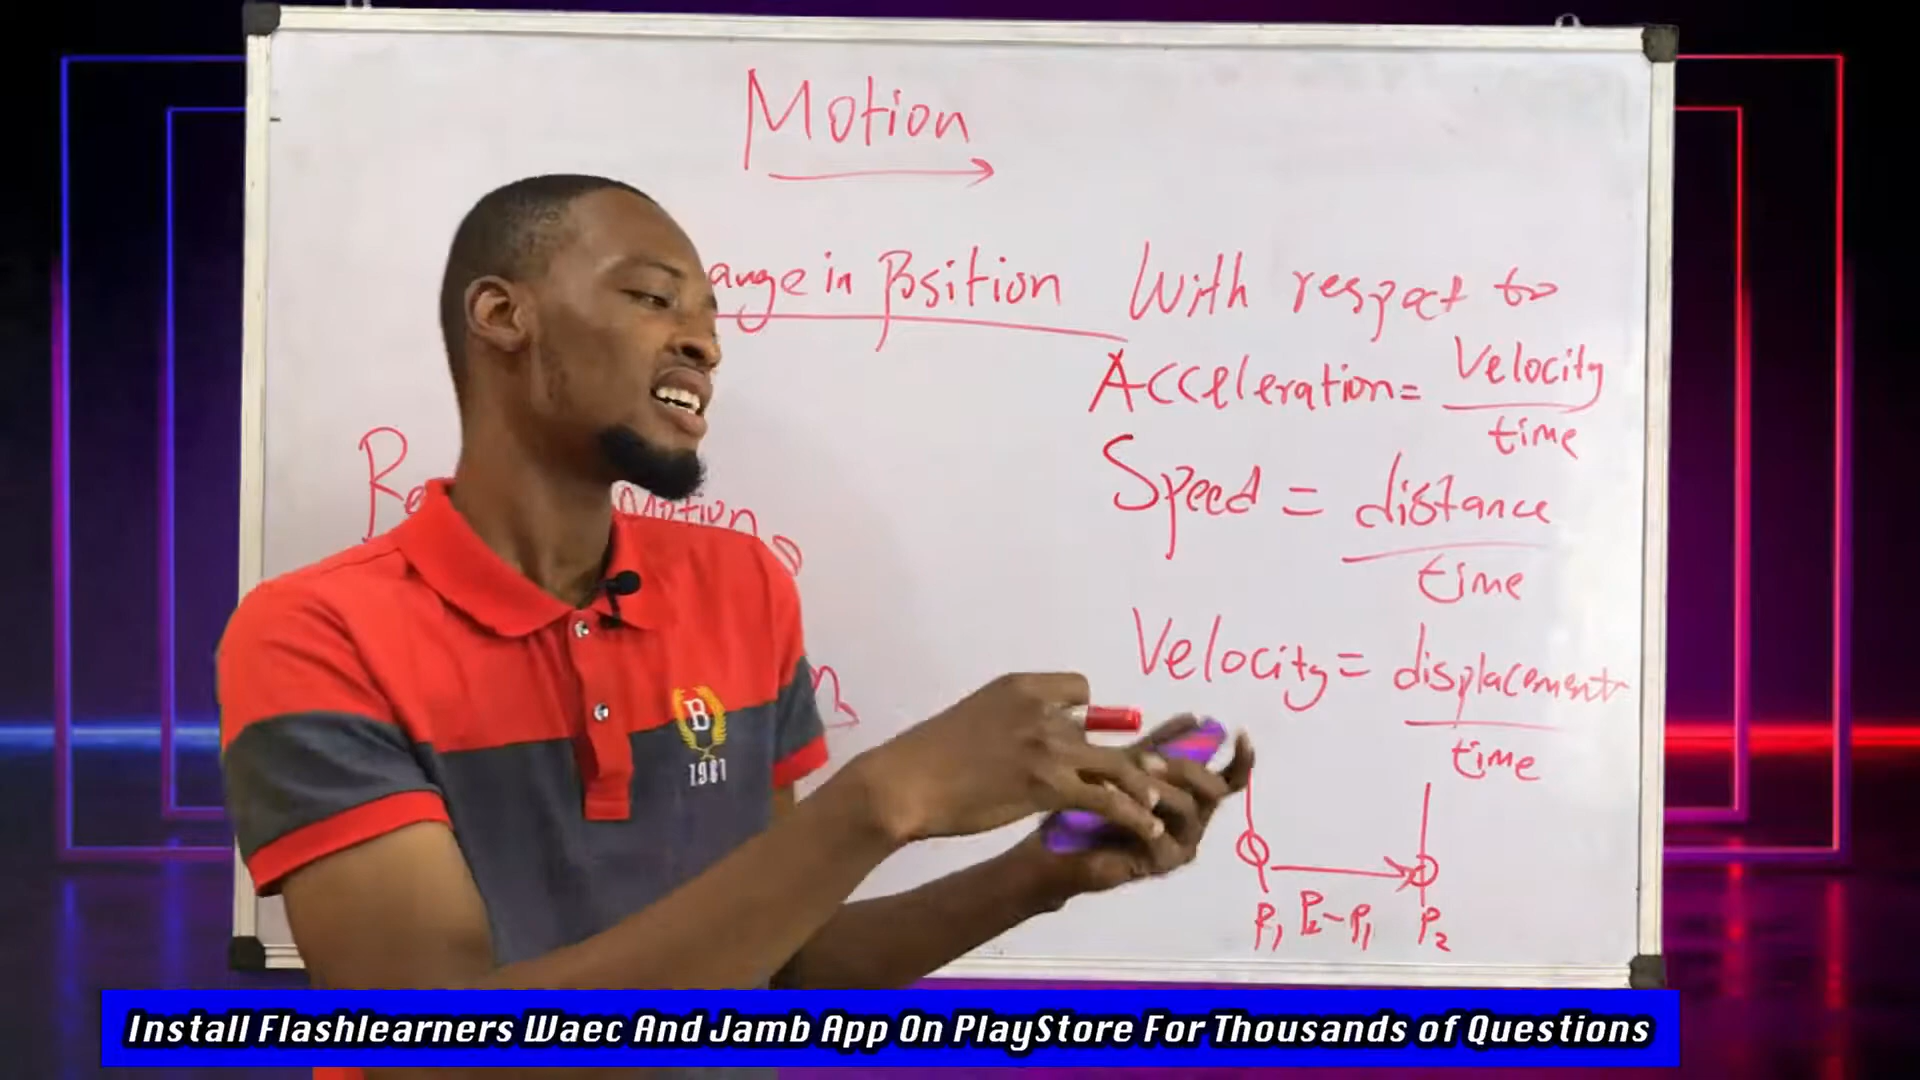 Motion
ange in Position With respect to
Acceleration = Velocity
time
Speed = distance
time
Motion
Velocity = displacement
time
P1 P2-P1 P2
B
1981
Install Flashlearners Waec And Jamb App On PlayStore For Thousands of Questions